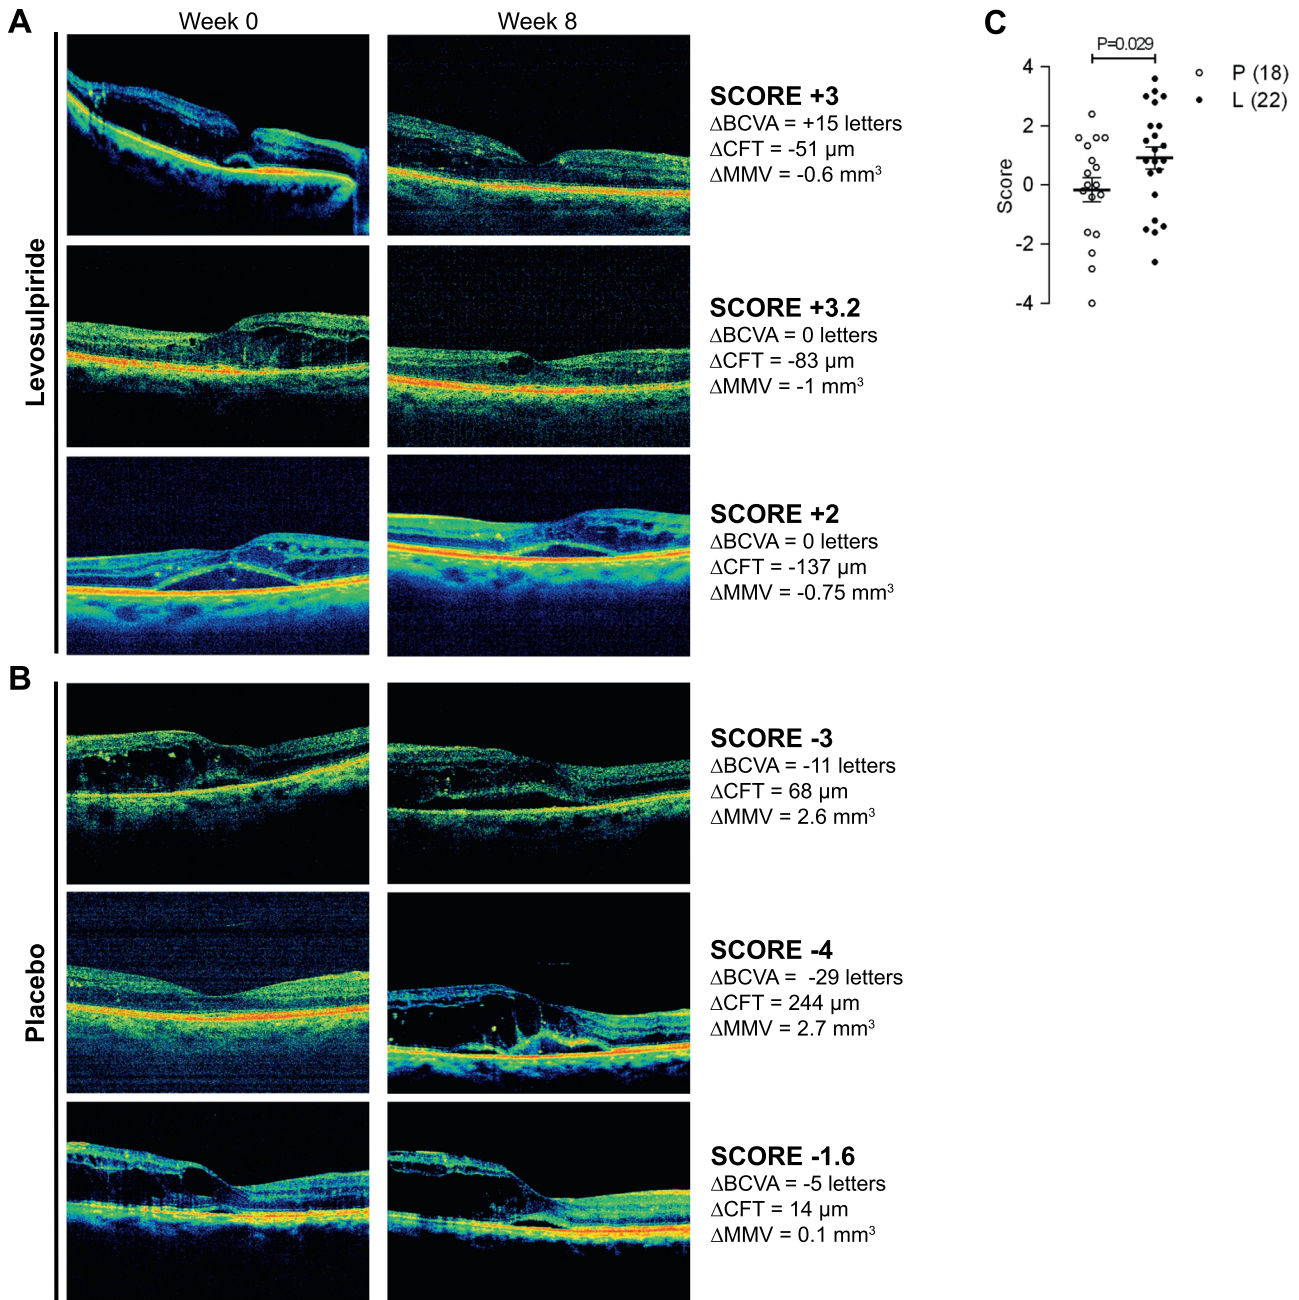 A
Week 0
Week 8
Levosulpiride
SCORE +3
ΔBCVA = +15 letters
ΔCFT = -51 µm
ΔMMV = -0.6 mm³
SCORE +3.2
ΔBCVA = 0 letters
ΔCFT = -83 µm
ΔMMV = -1 mm³
SCORE +2
ΔBCVA = 0 letters
ΔCFT = -137 µm
ΔMMV = -0.75 mm³
B
Placebo
SCORE -3
ΔBCVA = -11 letters
ΔCFT = 68 µm
ΔMMV = 2.6 mm³
SCORE -4
ΔBCVA = -29 letters
ΔCFT = 244 µm
ΔMMV = 2.7 mm³
SCORE -1.6
ΔBCVA = -5 letters
ΔCFT = 14 µm
ΔMMV = 0.1 mm³
C
P=0.029
P (18)
L (22)
Score
4
2
0
-2
-4